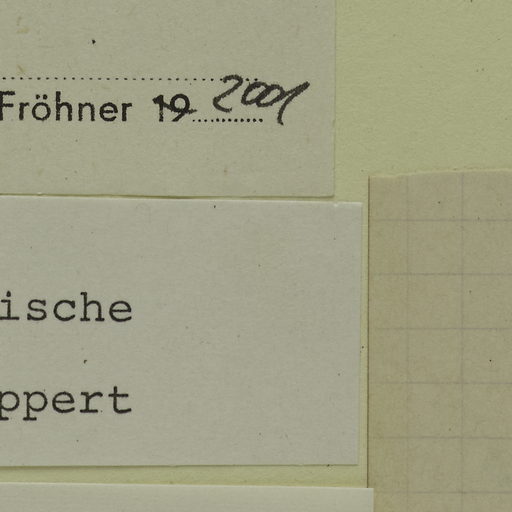 Fröhner 19 2001
ische
ppert